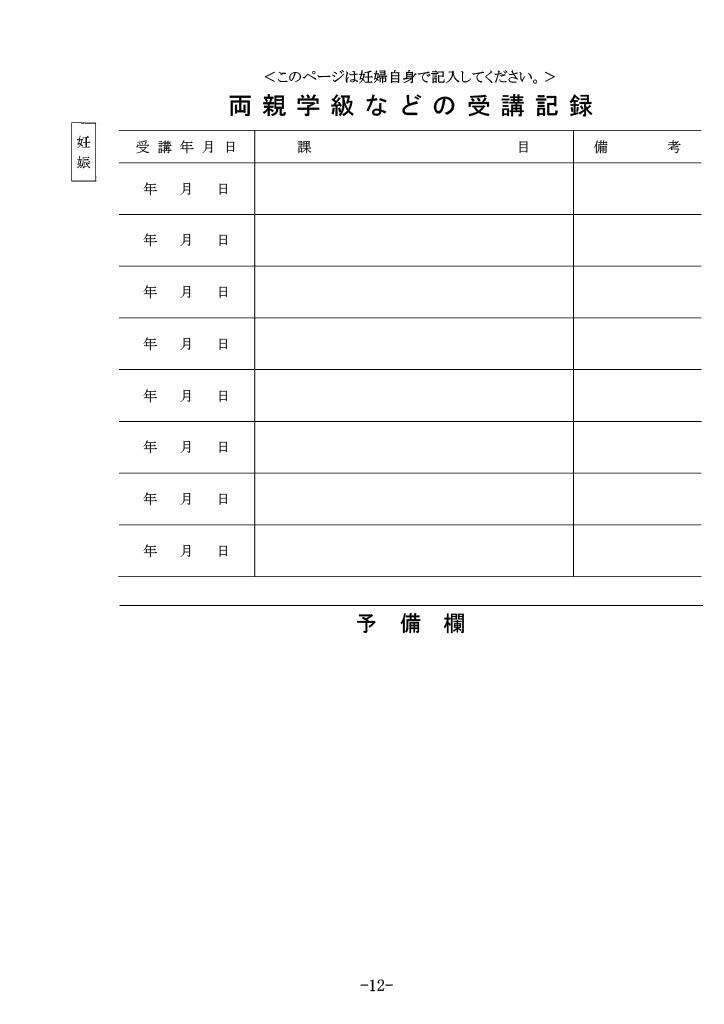 ＜このページは妊婦自身で記入してください。＞
両親学級などの受講記録
妊娠
受講年月日 課目 備考
年 月 日
年 月 日
年 月 日
年 月 日
年 月 日
年 月 日
年 月 日
年 月 日
予備欄
-12-